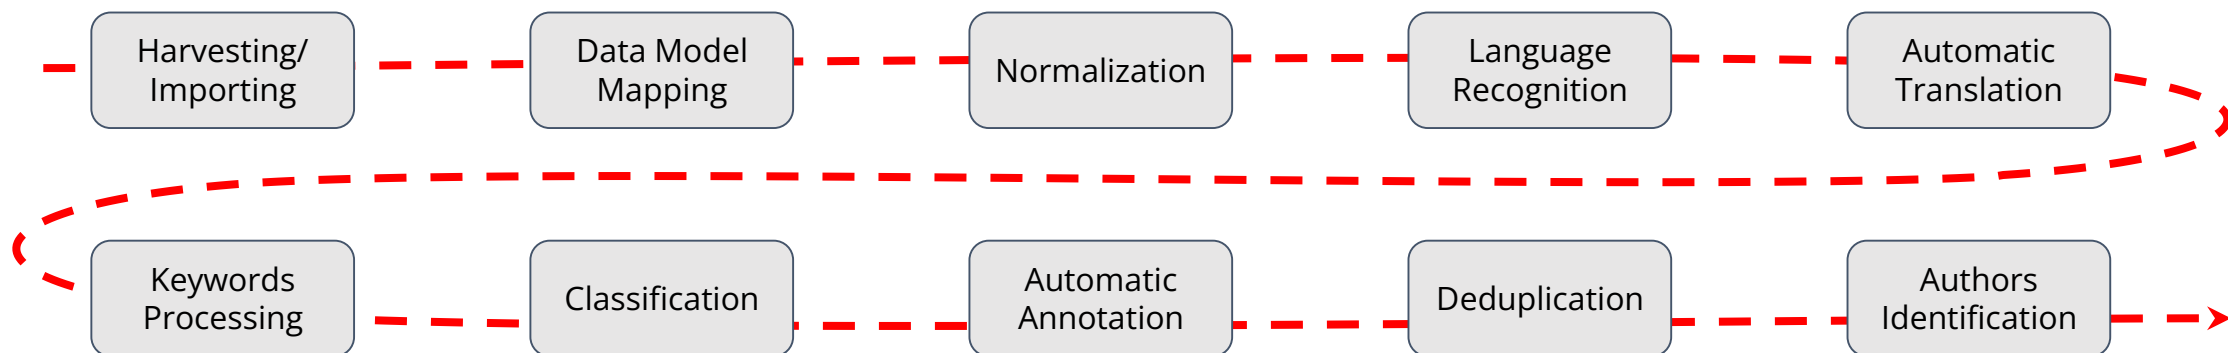 Harvesting/
Importing
Data Model
Mapping
Normalization
Language
Recognition
Automatic
Translation
Keywords
Processing
Classification
Automatic
Annotation
Deduplication
Authors
Identification